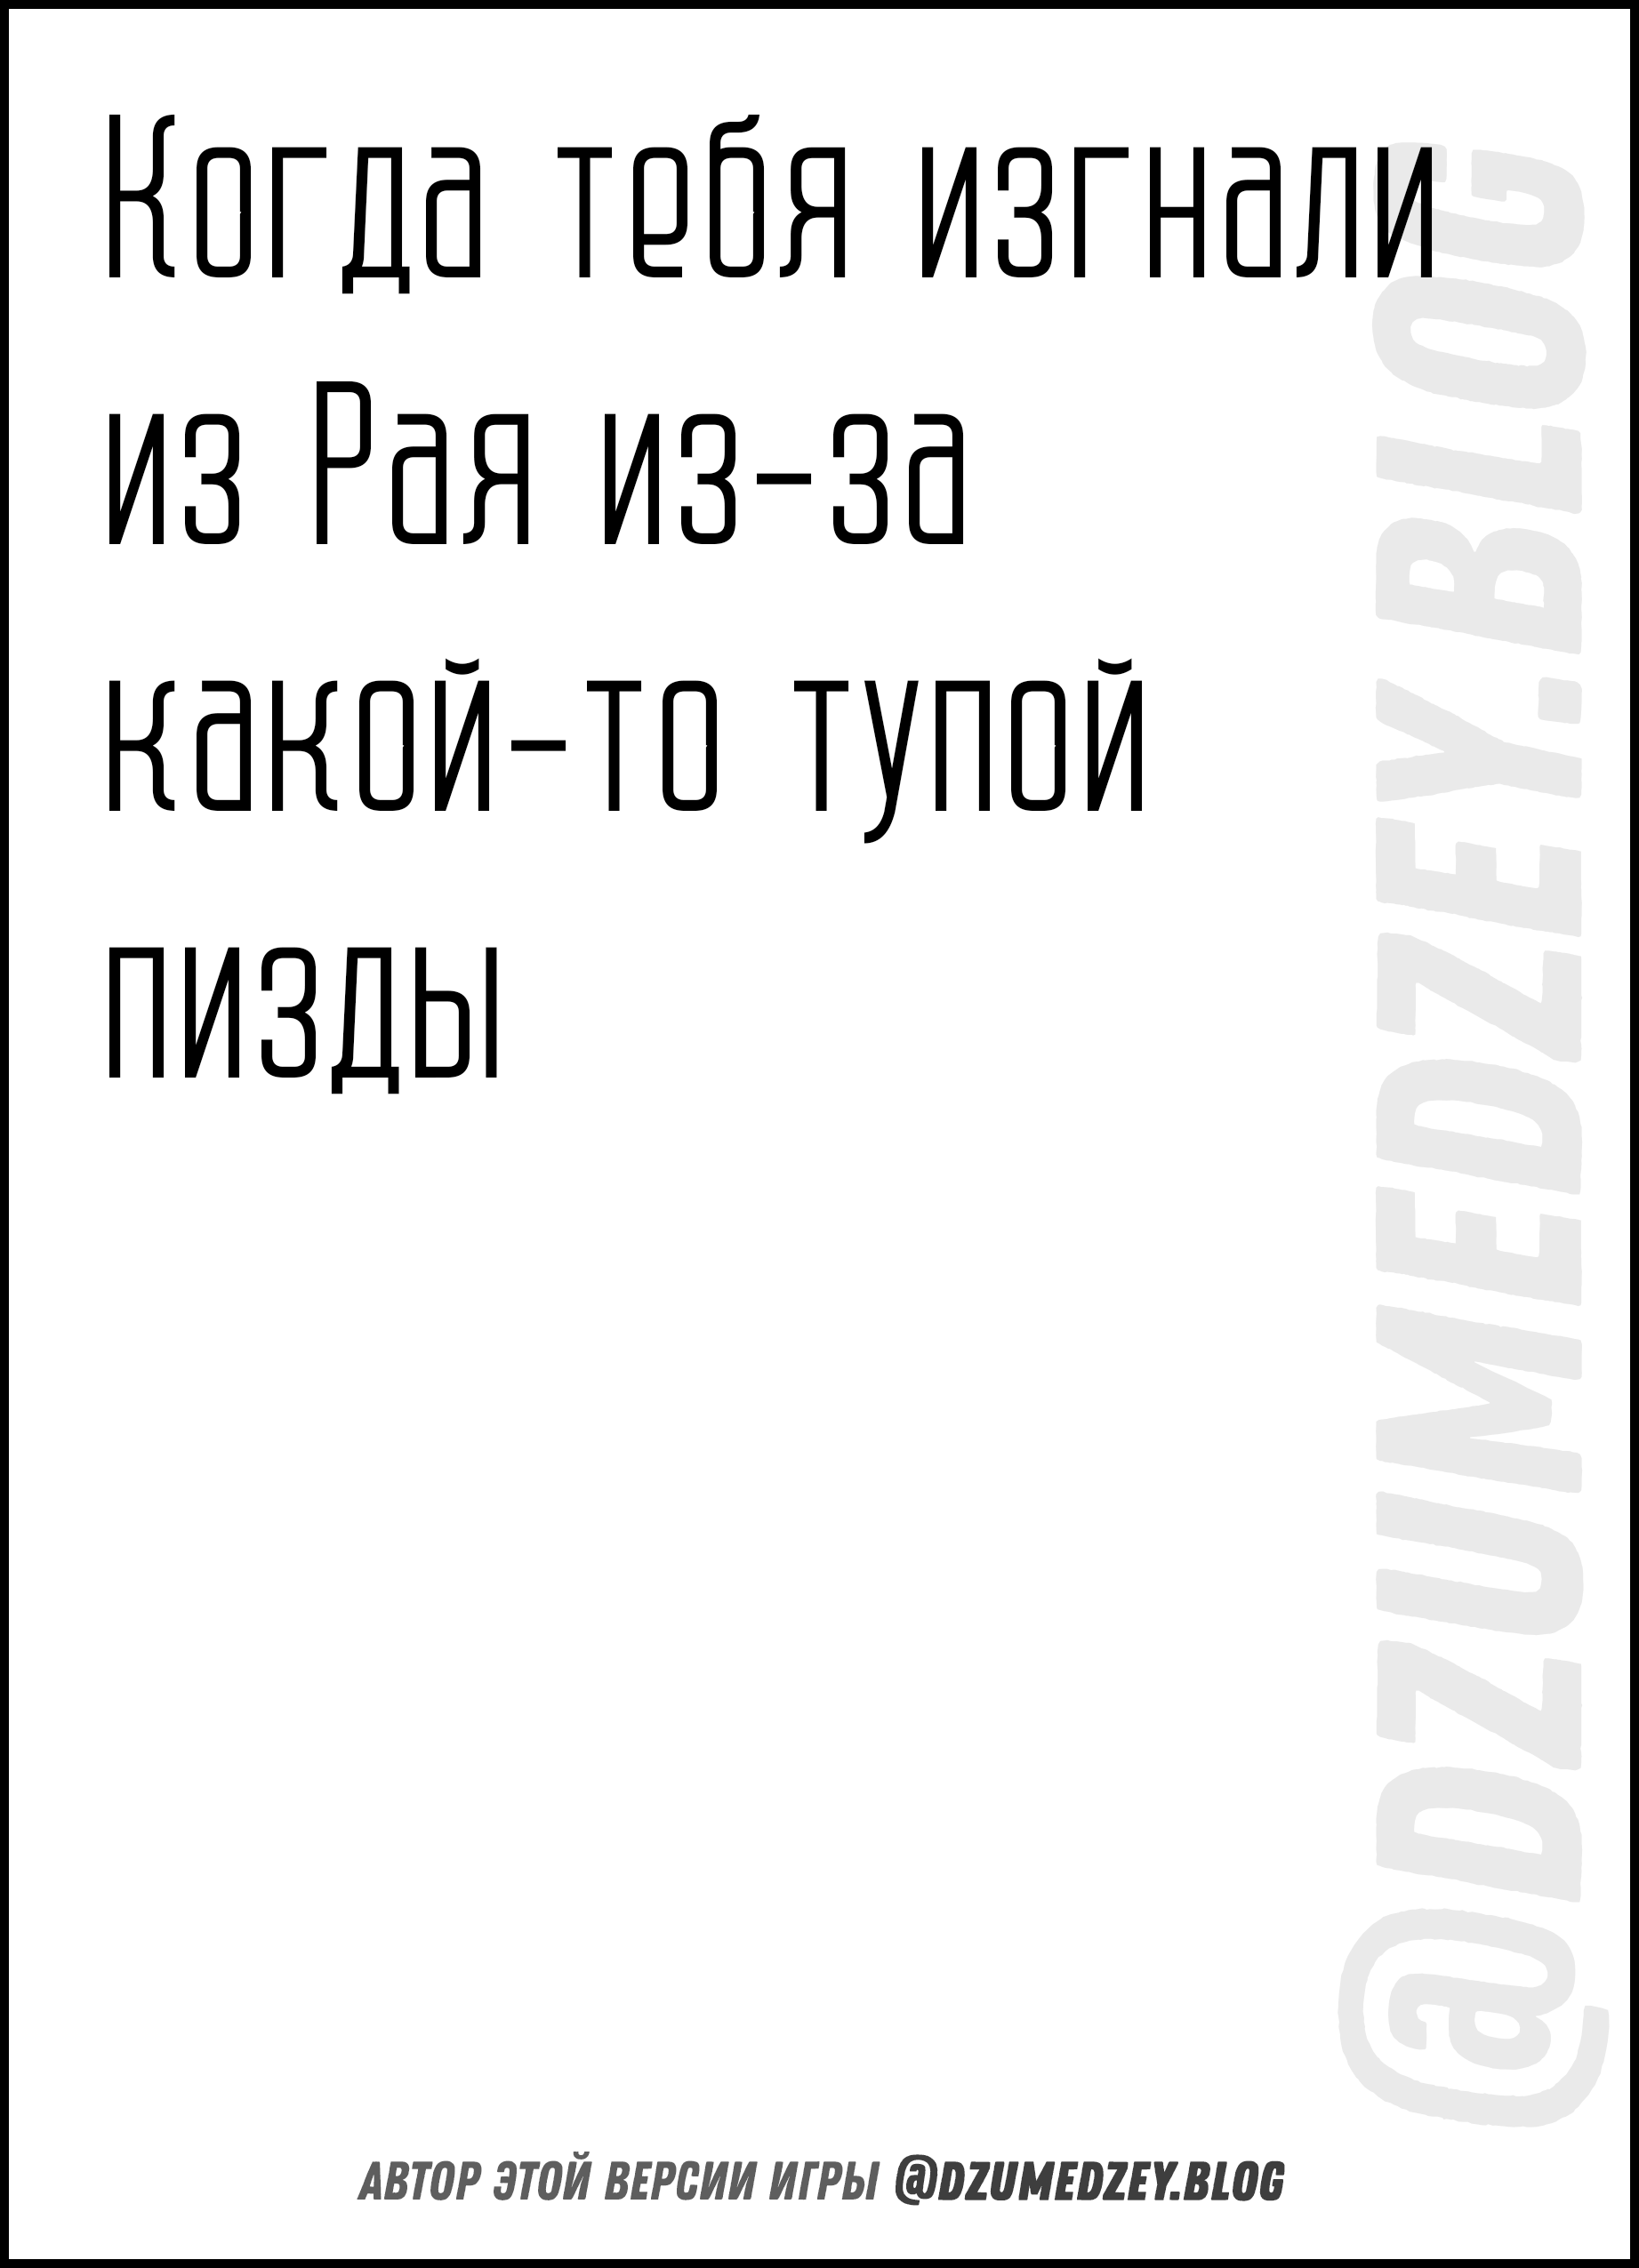 Когда тебя изгнали
из Рая из-за
какой-то тупой
пизды
@DZUMEDZEY.BLOG
АВТОР ЭТОЙ ВЕРСИИ ИГРЫ @DZUMEDZEY.BLOG